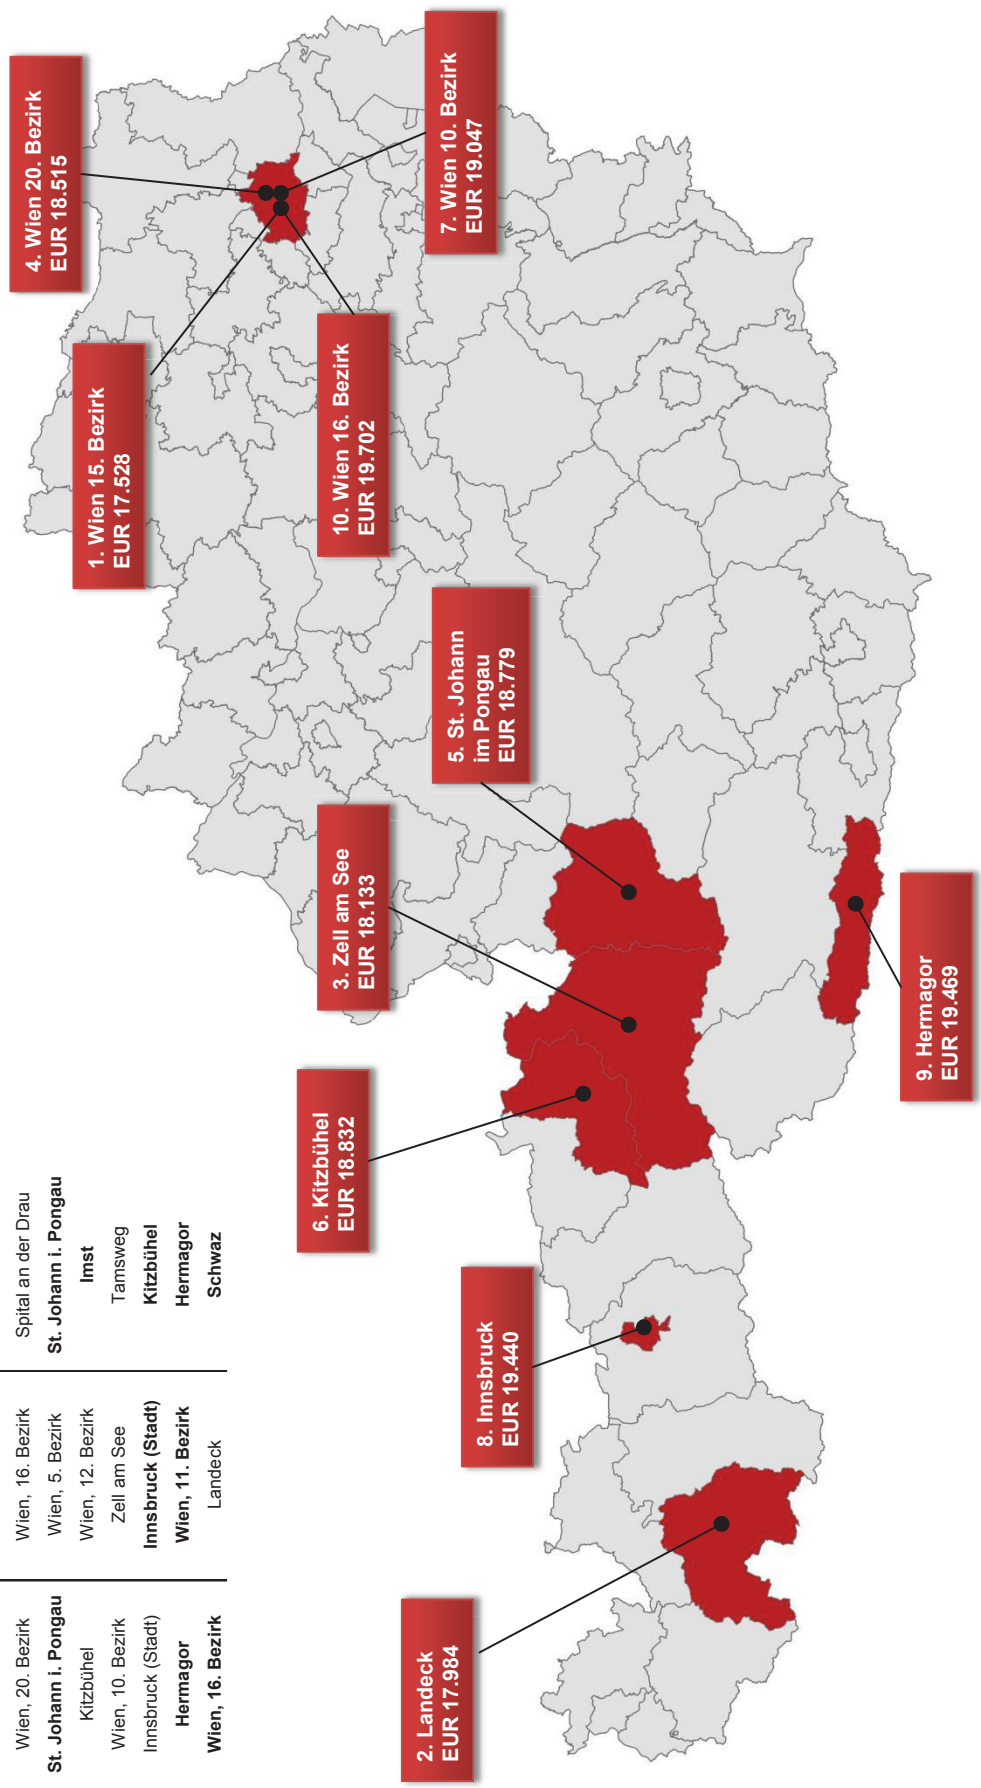 Wien, 20. Bezirk Wien, 16. Bezirk Spital an der Drau
St. Johann i. Pongau Wien, 5. Bezirk St. Johann i. Pongau
Kitzbühel Wien, 12. Bezirk Imst
Wien, 10. Bezirk Zell am See Tamsweg
Innsbruck (Stadt) Innsbruck (Stadt) Kitzbühel
Hermagor Wien, 11. Bezirk Hermagor
Wien, 16. Bezirk Landeck Schwaz
4. Wien 20. Bezirk
EUR 18.515
1. Wien 15. Bezirk
EUR 17.528
10. Wien 16. Bezirk
EUR 19.702
7. Wien 10. Bezirk
EUR 19.047
6. Kitzbühel
EUR 18.832
3. Zell am See
EUR 18.133
5. St. Johann
im Pongau
EUR 18.779
2. Landeck
EUR 17.984
8. Innsbruck
EUR 19.440
9. Hermagor
EUR 19.469